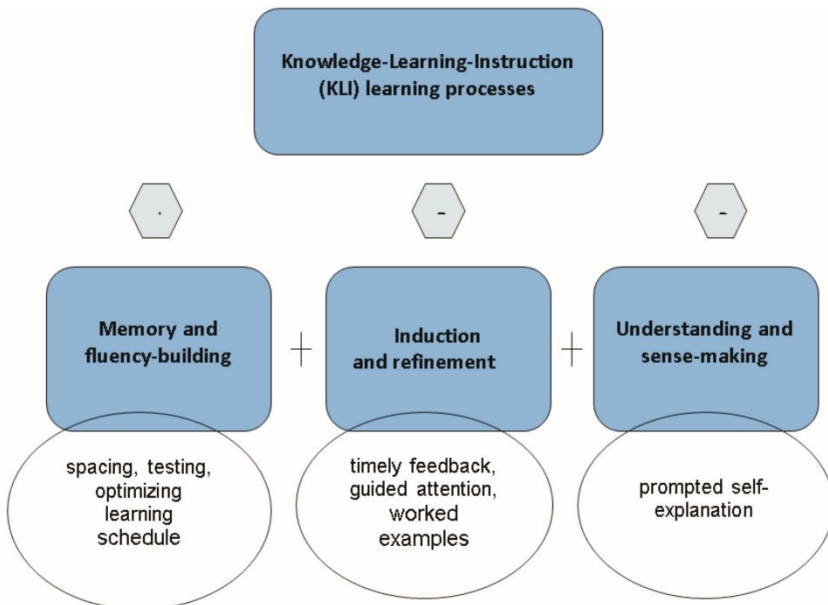 Knowledge-Learning-Instruction
(KLI) learning processes
Memory and
fluency-building
+
Induction
and refinement
+
Understanding and
sense-making
spacing, testing,
optimizing
learning
schedule
timely feedback,
guided attention,
worked
examples
prompted self-
explanation